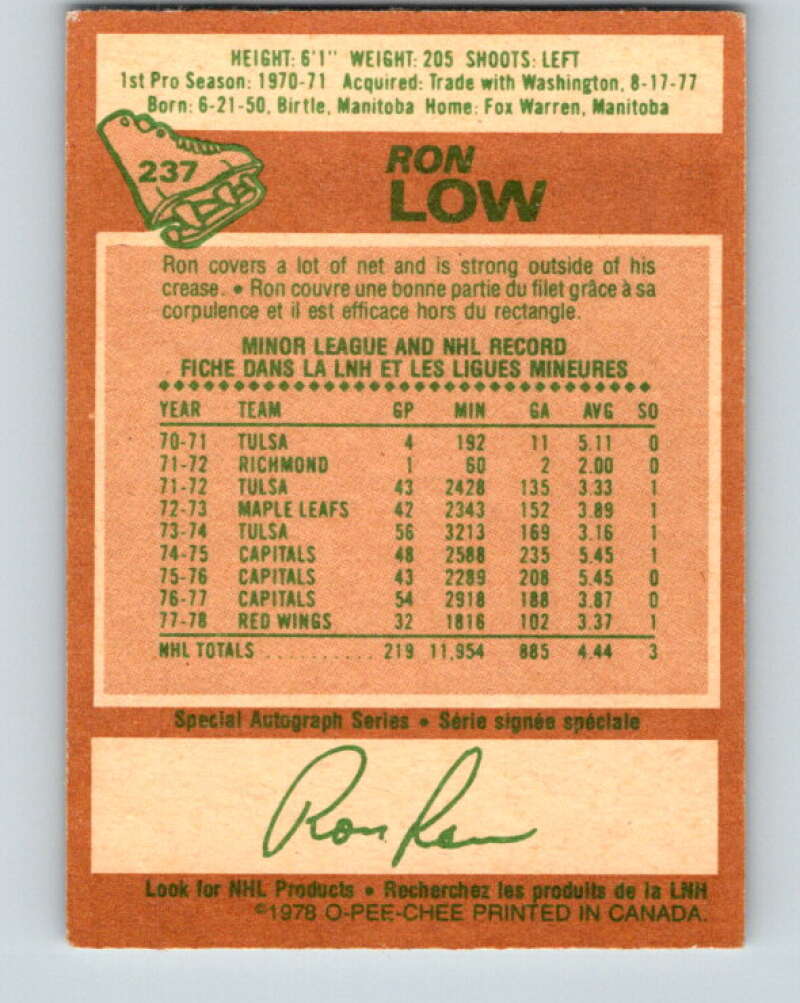 HEIGHT: 6'1" WEIGHT: 205 SHOOTS: LEFT
1st Pro Season: 1970-71 Acquired: Trade with Washington, 8-17-77
Born: 6-21-50, Birtle, Manitoba Home: Fox Warren, Manitoba
237
RON
LOW
Ron covers a lot of net and is strong outside of his
crease. • Ron couvre une bonne partie du filet grâce à sa
corpulence et il est efficace hors du rectangle.
MINOR LEAGUE AND NHL RECORD
FICHE DANS LA LNH ET LES LIGUES MINEURES
YEAR TEAM GP MIN GA AVG SO
70-71 TULSA 4 192 11 5.11 0
71-72 RICHMOND 1 60 2 2.00 0
71-72 TULSA 43 2428 135 3.33 1
72-73 MAPLE LEAFS 42 2343 152 3.89 1
73-74 TULSA 56 3213 169 3.16 1
74-75 CAPITALS 48 2588 235 5.45 1
75-76 CAPITALS 43 2289 208 5.45 0
76-77 CAPITALS 54 2918 188 3.87 0
77-78 RED WINGS 32 1816 102 3.37 1
NHL TOTALS .......... 219 11,954 885 4.44 3
Special Autograph Series • Série signée spéciale
Ron Low
Look for NHL Products • Recherchez les produits de la LNH
©1978 O-PEE-CHEE PRINTED IN CANADA.